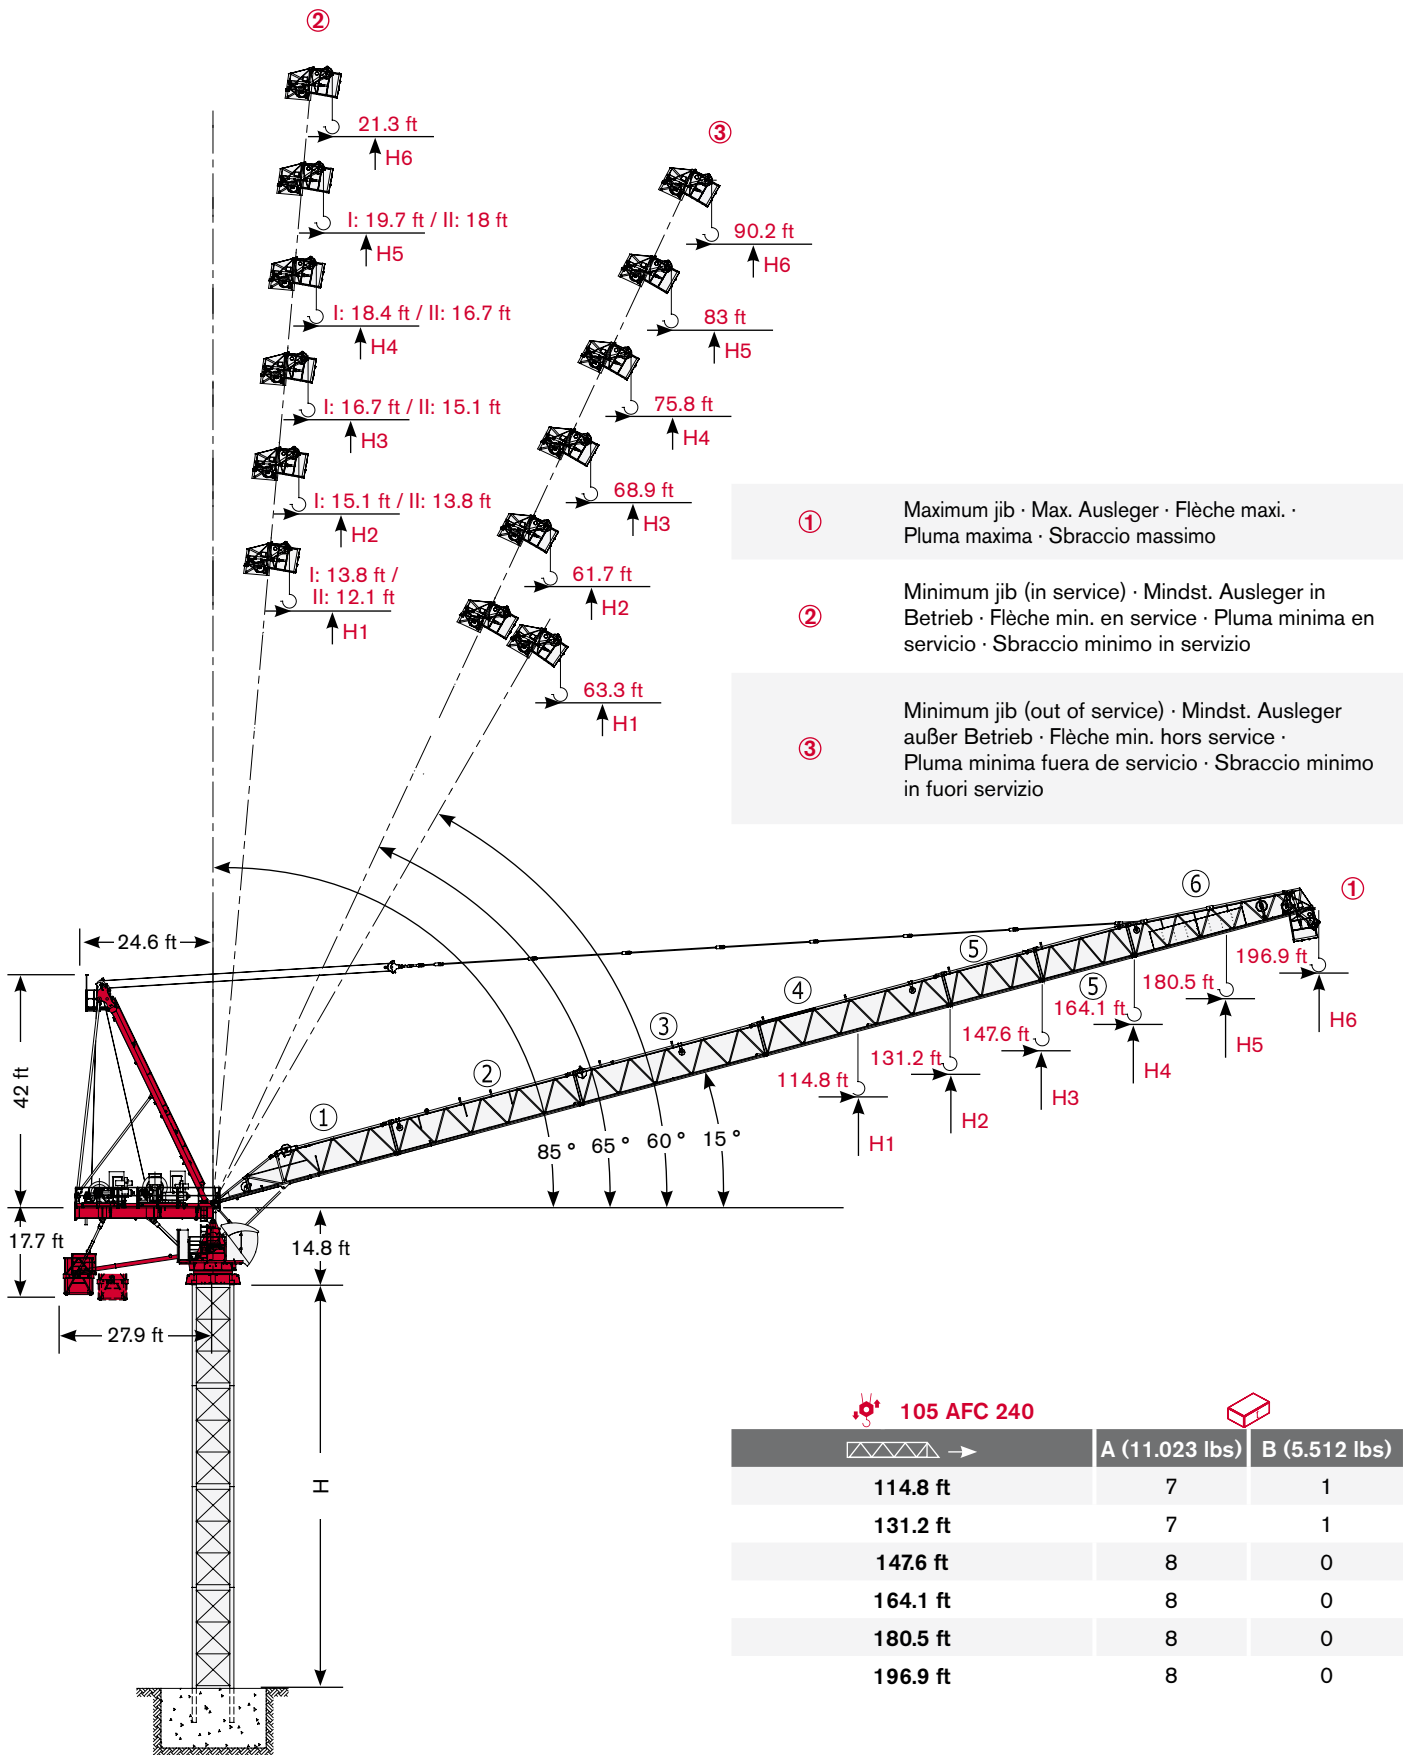 ②
21.3 ft
H6
I: 19.7 ft / II: 18 ft
H5
I: 18.4 ft / II: 16.7 ft
H4
I: 16.7 ft / II: 15.1 ft
H3
I: 15.1 ft / II: 13.8 ft
H2
I: 13.8 ft /
II: 12.1 ft
H1
③
90.2 ft
H6
83 ft
H5
75.8 ft
H4
68.9 ft
H3
61.7 ft
H2
63.3 ft
H1
①
Maximum jib · Max. Ausleger · Flèche maxi. ·
Pluma maxima · Sbraccio massimo
②
Minimum jib (in service) · Mindst. Ausleger in
Betrieb · Flèche min. en service · Pluma minima en
servicio · Sbraccio minimo in servizio
③
Minimum jib (out of service) · Mindst. Ausleger
außer Betrieb · Flèche min. hors service ·
Pluma minima fuera de servicio · Sbraccio minimo
in fuori servizio
①
⑥
⑤
⑤
④
③
②
①
24.6 ft
42 ft
17.7 ft
27.9 ft
14.8 ft
H
85 °
65 °
60 °
15 °
114.8 ft
H1
131.2 ft
H2
147.6 ft
H3
164.1 ft
H4
180.5 ft
H5
196.9 ft
H6
105 AFC 240
A (11.023 lbs) B (5.512 lbs)
114.8 ft 7 1
131.2 ft 7 1
147.6 ft 8 0
164.1 ft 8 0
180.5 ft 8 0
196.9 ft 8 0